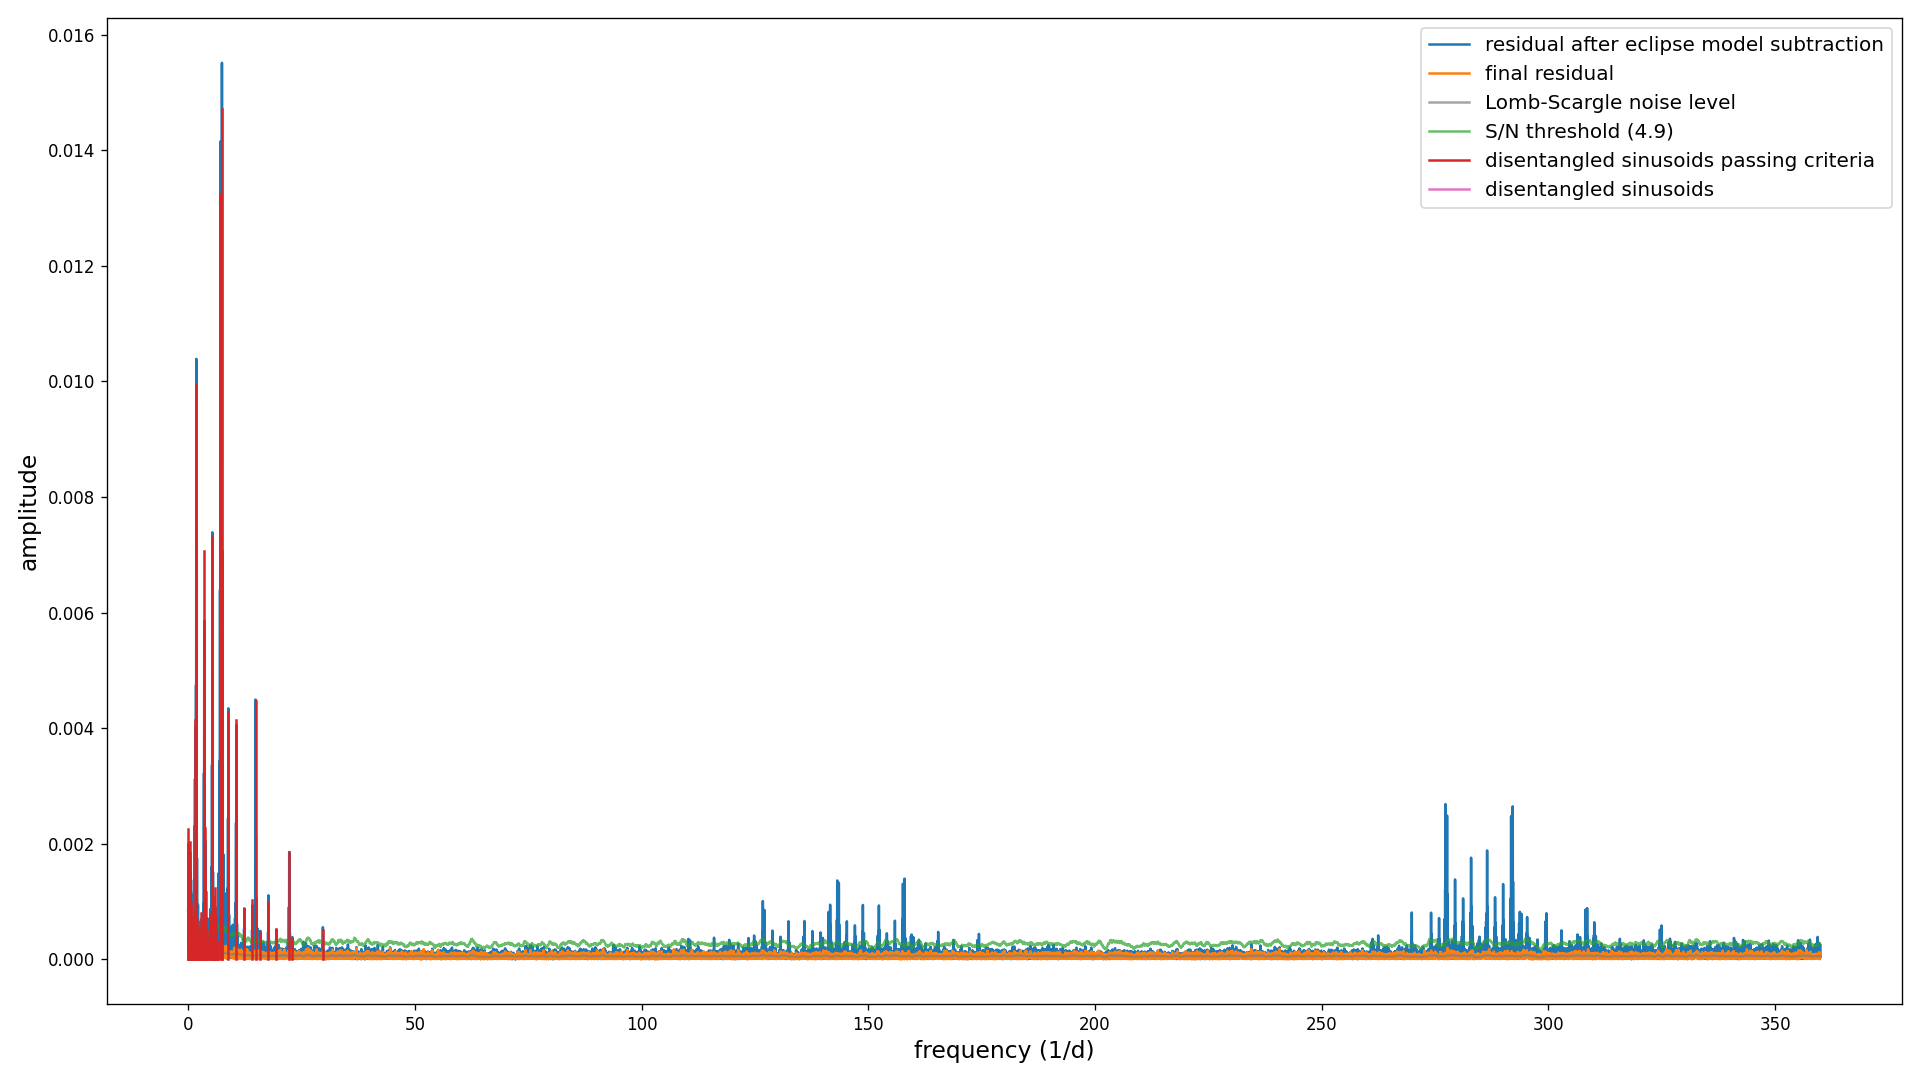 0.016
0.014
0.012
0.010
0.008
0.006
0.004
0.002
0.000
amplitude
residual after eclipse model subtraction
final residual
Lomb-Scargle noise level
S/N threshold (4.9)
disentangled sinusoids passing criteria
disentangled sinusoids
0 50 100 150 200 250 300 350
frequency (1/d)